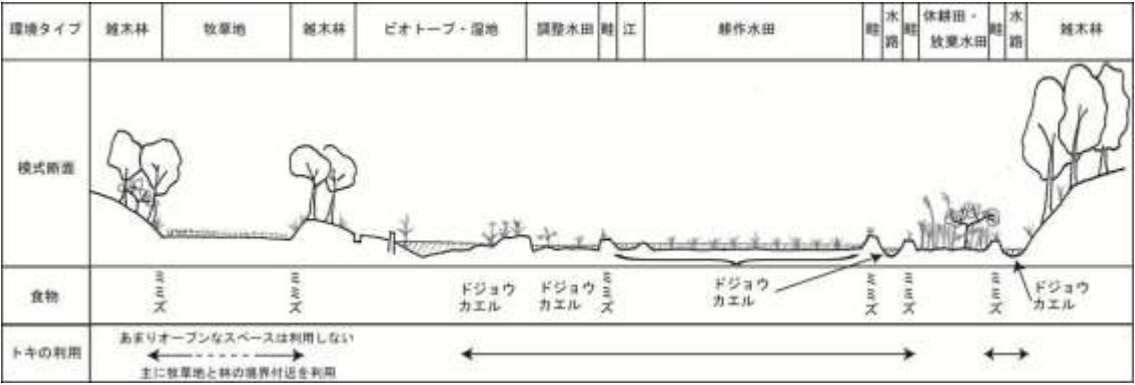 環境タイプ 雑木林 牧草地 雑木林 ビオトープ・湿地 調整水田 畦 江 耕作水田 畦 水路 畦 休耕田・放棄水田 畦 水路 雑木林
模式断面
食物 ミミズ ミミズ ドジョウ カエル ドジョウ カエル ミミズ ドジョウ カエル ミミズ ミミズ ミミズ ドジョウ カエル
トキの利用
あまりオープンなスペースは利用しない
主に牧草地と林の境界付近を利用